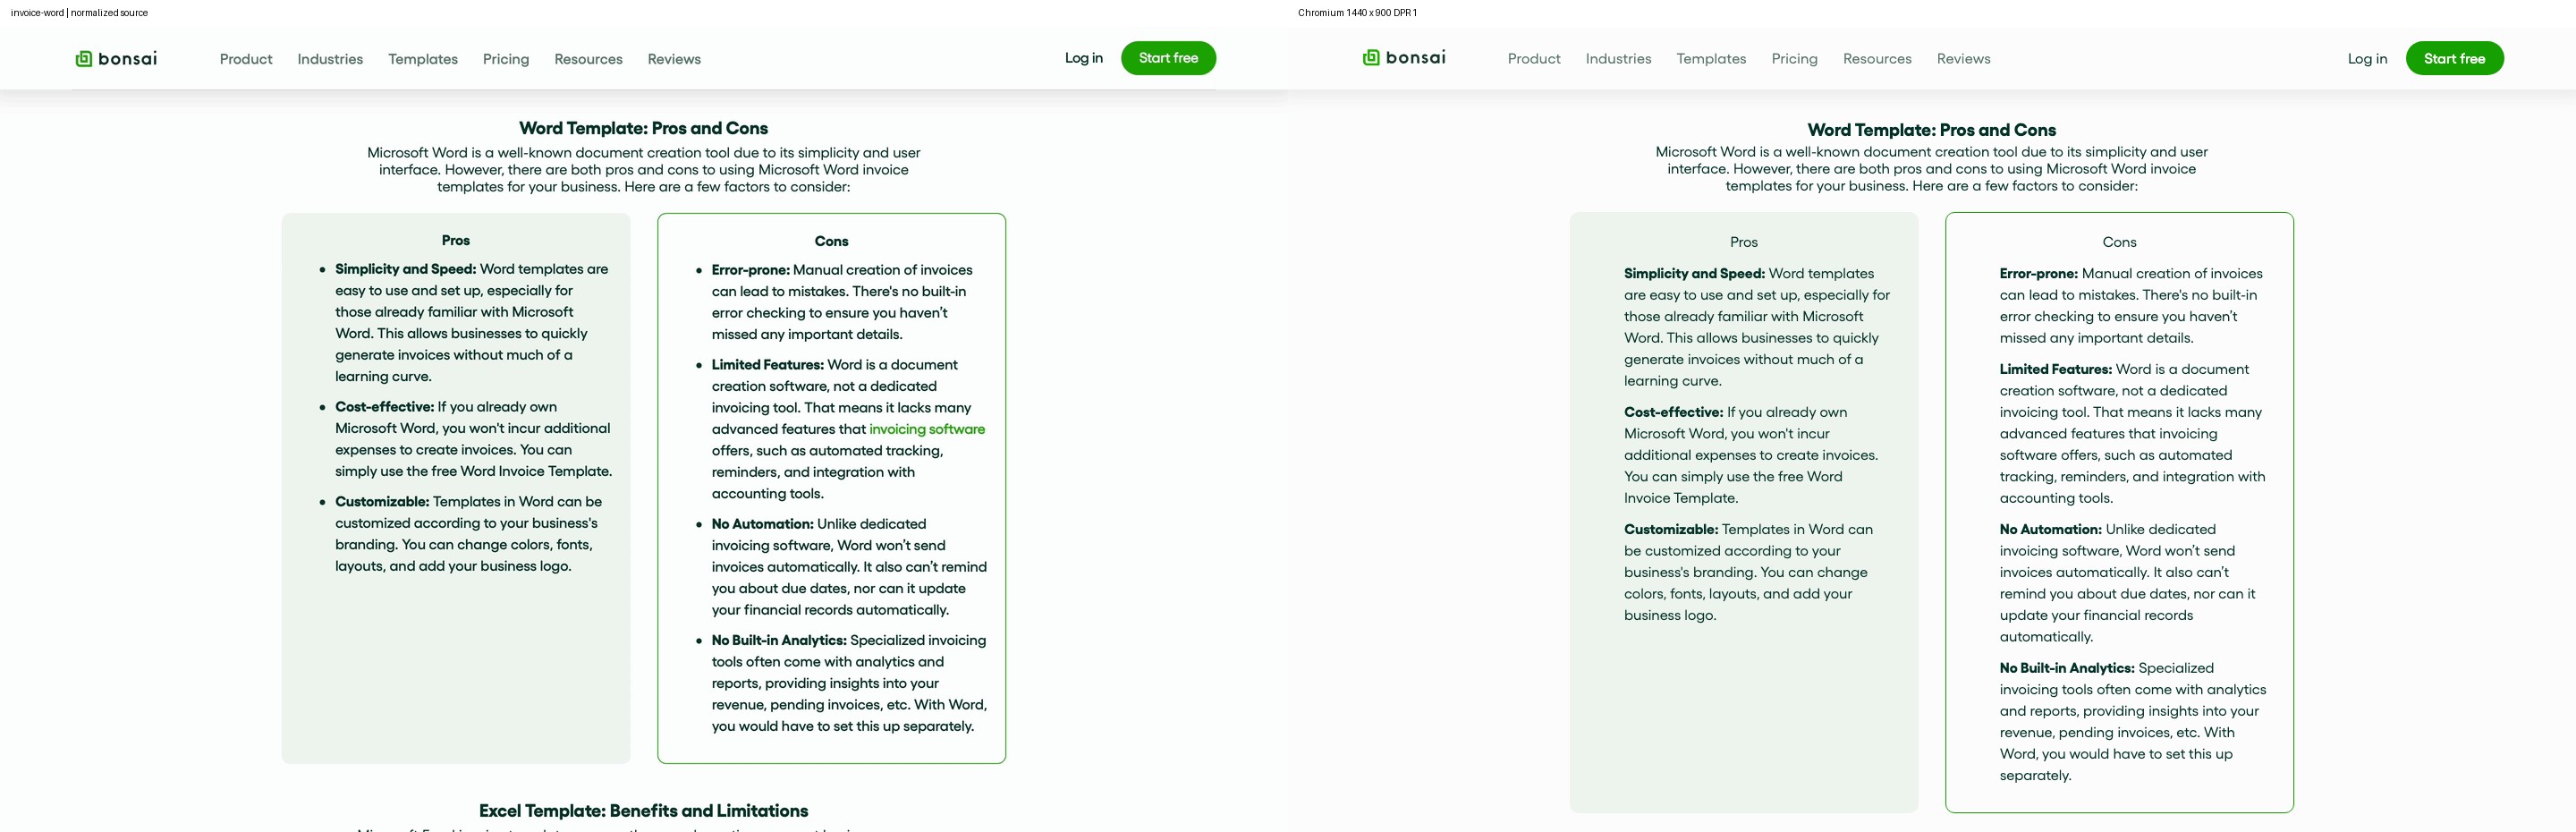 invoice-word | normalized source
bonsai
Product Industries Templates Pricing Resources Reviews
Log in Start free
Word Template: Pros and Cons
Microsoft Word is a well-known document creation tool due to its simplicity and user
interface. However, there are both pros and cons to using Microsoft Word invoice
templates for your business. Here are a few factors to consider:
Pros
• Simplicity and Speed: Word templates are
easy to use and set up, especially for
those already familiar with Microsoft
Word. This allows businesses to quickly
generate invoices without much of a
learning curve.
• Cost-effective: If you already own
Microsoft Word, you won't incur additional
expenses to create invoices. You can
simply use the free Word Invoice Template.
• Customizable: Templates in Word can be
customized according to your business's
branding. You can change colors, fonts,
layouts, and add your business logo.
Cons
• Error-prone: Manual creation of invoices
can lead to mistakes. There's no built-in
error checking to ensure you haven’t
missed any important details.
• Limited Features: Word is a document
creation software, not a dedicated
invoicing tool. That means it lacks many
advanced features that invoicing software
offers, such as automated tracking,
reminders, and integration with
accounting tools.
• No Automation: Unlike dedicated
invoicing software, Word won’t send
invoices automatically. It also can’t remind
you about due dates, nor can it update
your financial records automatically.
• No Built-in Analytics: Specialized invoicing
tools often come with analytics and
reports, providing insights into your
revenue, pending invoices, etc. With Word,
you would have to set this up separately.
Excel Template: Benefits and Limitations
Chromium 1440 x 900 DPR 1
bonsai
Product Industries Templates Pricing Resources Reviews
Log in Start free
Word Template: Pros and Cons
Microsoft Word is a well-known document creation tool due to its simplicity and user
interface. However, there are both pros and cons to using Microsoft Word invoice
templates for your business. Here are a few factors to consider:
Pros
Simplicity and Speed: Word templates
are easy to use and set up, especially for
those already familiar with Microsoft
Word. This allows businesses to quickly
generate invoices without much of a
learning curve.
Cost-effective: If you already own
Microsoft Word, you won't incur
additional expenses to create invoices.
You can simply use the free Word
Invoice Template.
Customizable: Templates in Word can
be customized according to your
business's branding. You can change
colors, fonts, layouts, and add your
business logo.
Cons
Error-prone: Manual creation of invoices
can lead to mistakes. There's no built-in
error checking to ensure you haven’t
missed any important details.
Limited Features: Word is a document
creation software, not a dedicated
invoicing tool. That means it lacks many
advanced features that invoicing
software offers, such as automated
tracking, reminders, and integration with
accounting tools.
No Automation: Unlike dedicated
invoicing software, Word won’t send
invoices automatically. It also can’t
remind you about due dates, nor can it
update your financial records
automatically.
No Built-in Analytics: Specialized
invoicing tools often come with analytics
and reports, providing insights into your
revenue, pending invoices, etc. With
Word, you would have to set this up
separately.